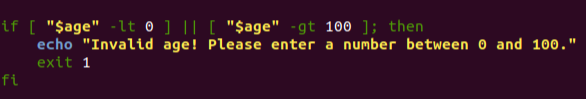 if [ "$age" -lt 0 ] || [ "$age" -gt 100 ]; then
    echo "Invalid age! Please enter a number between 0 and 100."
    exit 1
fi